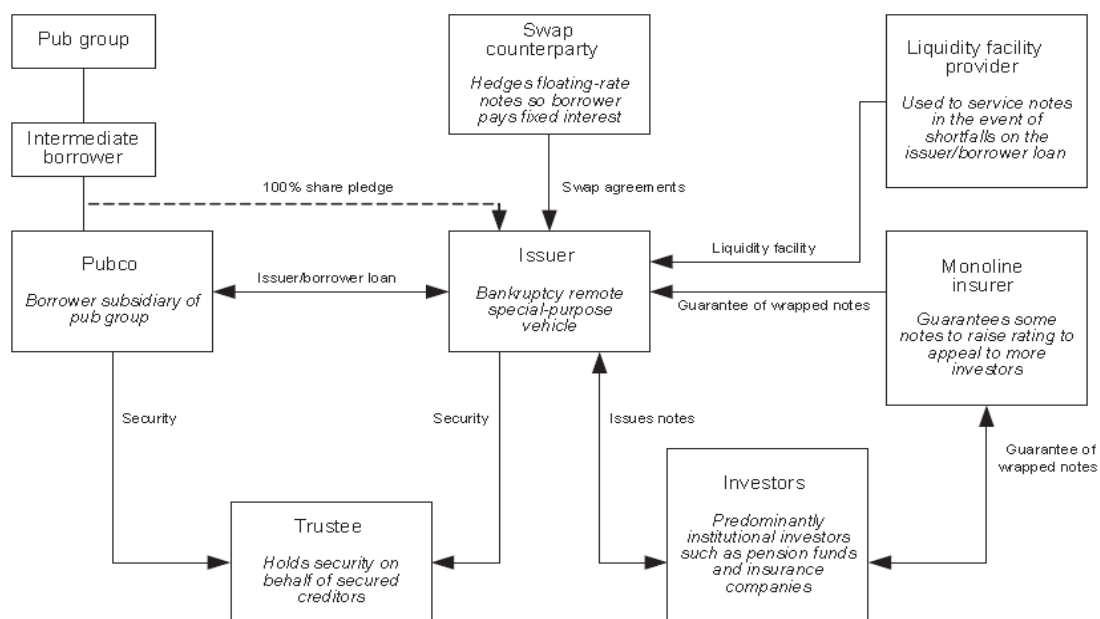 Pub group
Intermediate
borrower
Swap
counterparty
Hedges floating-rate
notes so borrower
pays fixed interest
Liquidity facility
provider
Used to service notes
in the event of
shortfalls on the
issuer/borrower loan
100% share pledge
Swap agreements
Pubco
Borrower subsidiary of
pub group
Issuer/borrower loan
Issuer
Bankruptcy remote
special-purpose
vehicle
Liquidity facility
Guarantee of wrapped notes
Monoline
insurer
Guarantees some
notes to raise rating to
appeal to more
investors
Security
Security
Issues notes
Guarantee of
wrapped notes
Trustee
Holds security on
behalf of secured
creditors
Investors
Predominantly
institutional investors
such as pension funds
and insurance
companies